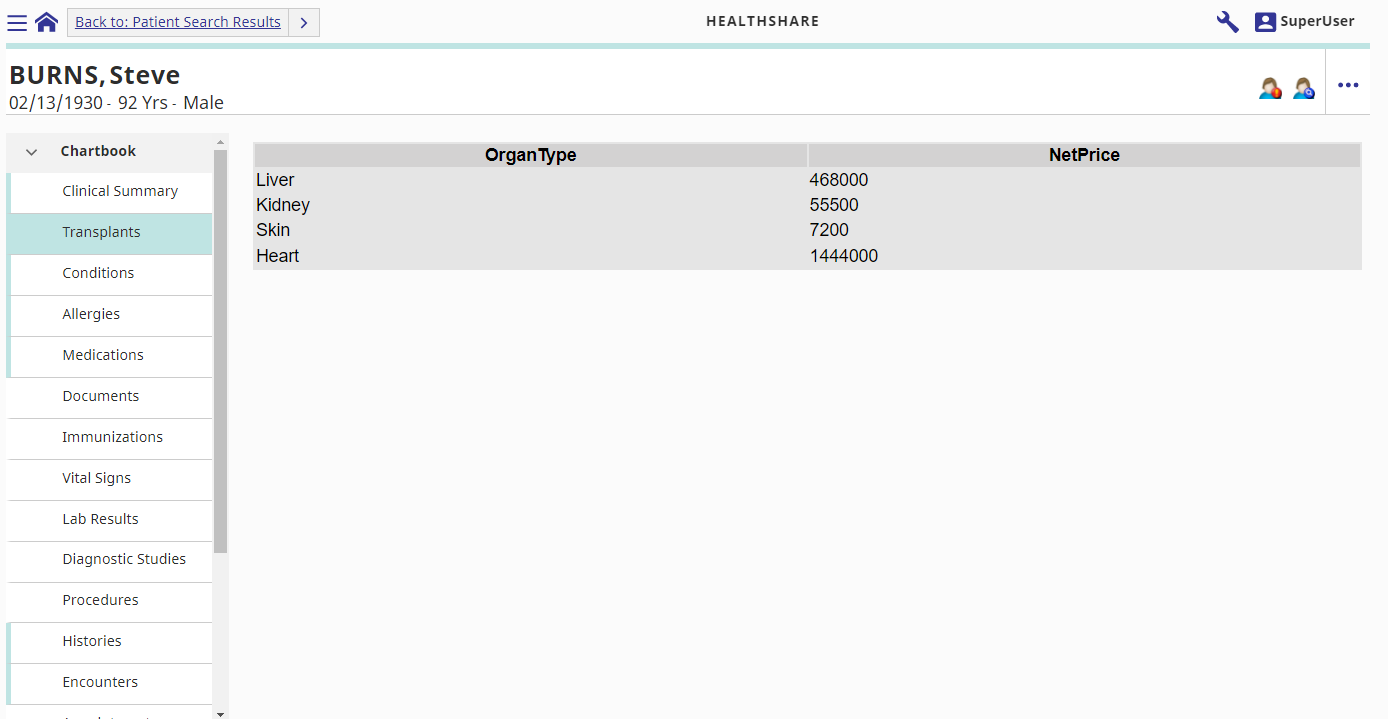 Back to: Patient Search Results
HEALTHSHARE
SuperUser
BURNS, Steve
02/13/1930 - 92 Yrs - Male
Chartbook
Clinical Summary
Transplants
Conditions
Allergies
Medications
Documents
Immunizations
Vital Signs
Lab Results
Diagnostic Studies
Procedures
Histories
Encounters
OrganType NetPrice
Liver 468000
Kidney 55500
Skin 7200
Heart 1444000